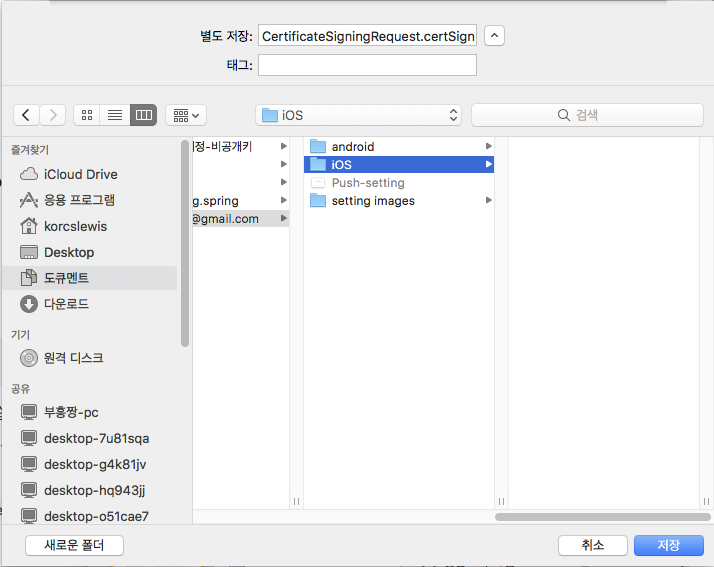 별도 저장: CertificateSigningRequest.certSign
태그:
iOS
검색
즐겨찾기
iCloud Drive
응용 프로그램
korcslewis
Desktop
도큐멘트
다운로드
기기
원격 디스크
공유
부흥짱-pc
desktop-7u81sqa
desktop-g4k81jv
desktop-hq943jj
desktop-o51cae7
정-비공개키
g.spring
@gmail.com
android
iOS
Push-setting
setting images
새로운 폴더
취소
저장